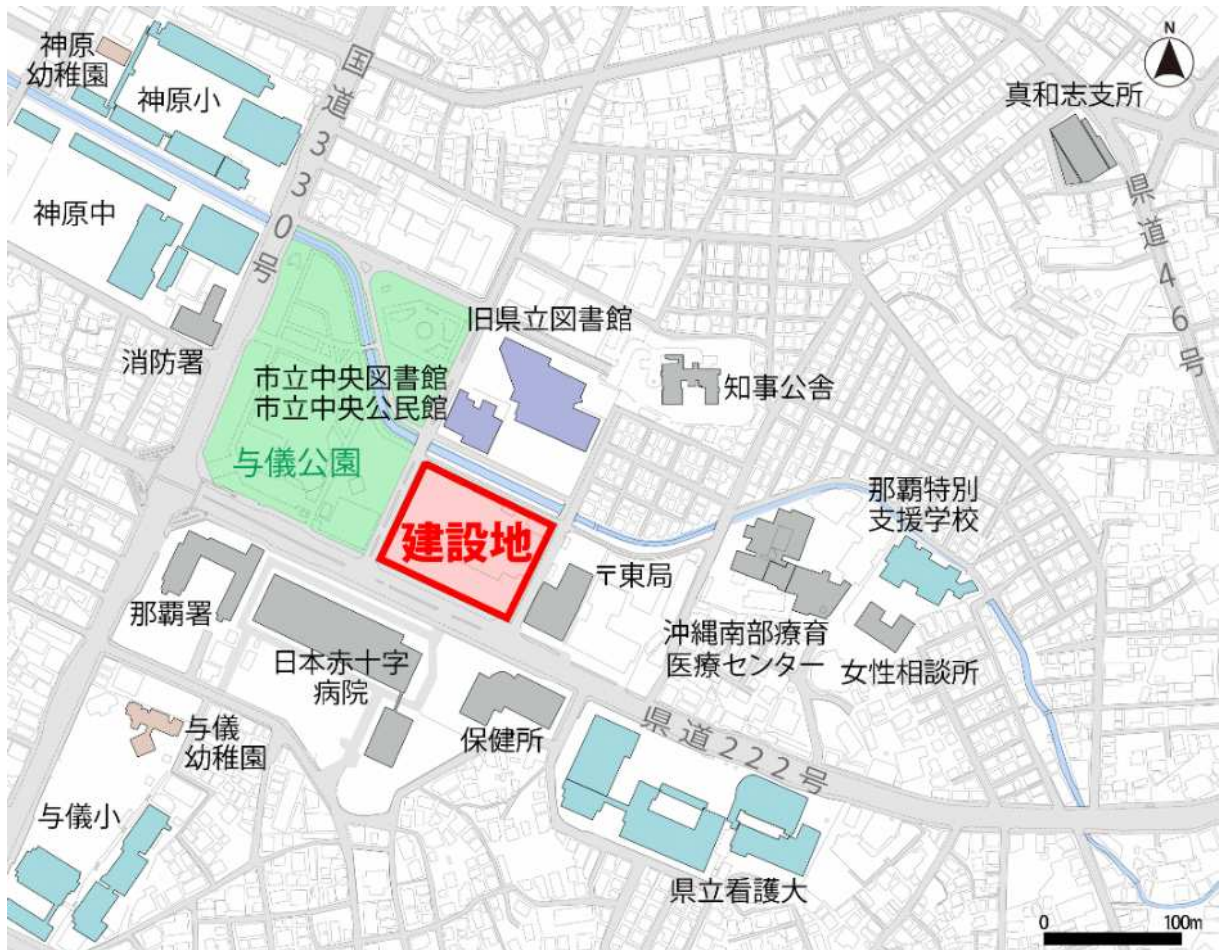 N
神原
幼稚園
神原小
国道330号
真和志支所
県道46号
神原中
消防署
旧県立図書館
市立中央図書館
市立中央公民館
知事公舎
与儀公園
建設地
那覇特別
支援学校
〒東局
那覇署
日本赤十字
病院
沖縄南部療育
医療センター
女性相談所
保健所
県道222号
与儀
幼稚園
与儀小
県立看護大
0 100m